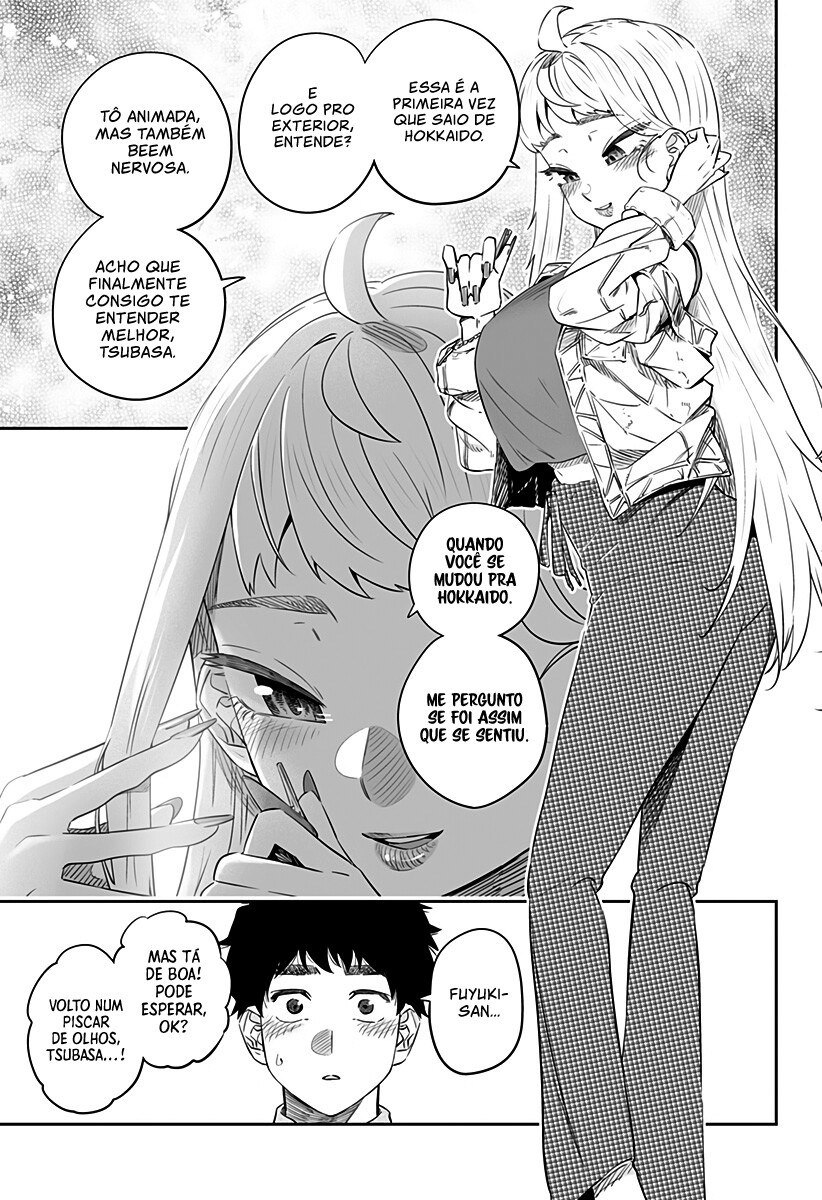 ESSA É A
PRIMEIRA VEZ
QUE SAIO DE
HOKKAIDO.
E
LOGO PRO
EXTERIOR,
ENTENDE?
TÔ ANIMADA,
MAS TAMBÉM
BEEM
NERVOSA.
ACHO QUE
FINALMENTE
CONSIGO TE
ENTENDER
MELHOR,
TSUBASA.
QUANDO
VOCÊ SE
MUDOU PRA
HOKKAIDO.
ME PERGUNTO
SE FOI ASSIM
QUE SE SENTIU.
FUYUKI-
SAN...
MAS TÁ
DE BOA!
PODE
ESPERAR,
OK?
VOLTO NUM
PISCAR
DE OLHOS,
TSUBASA...!